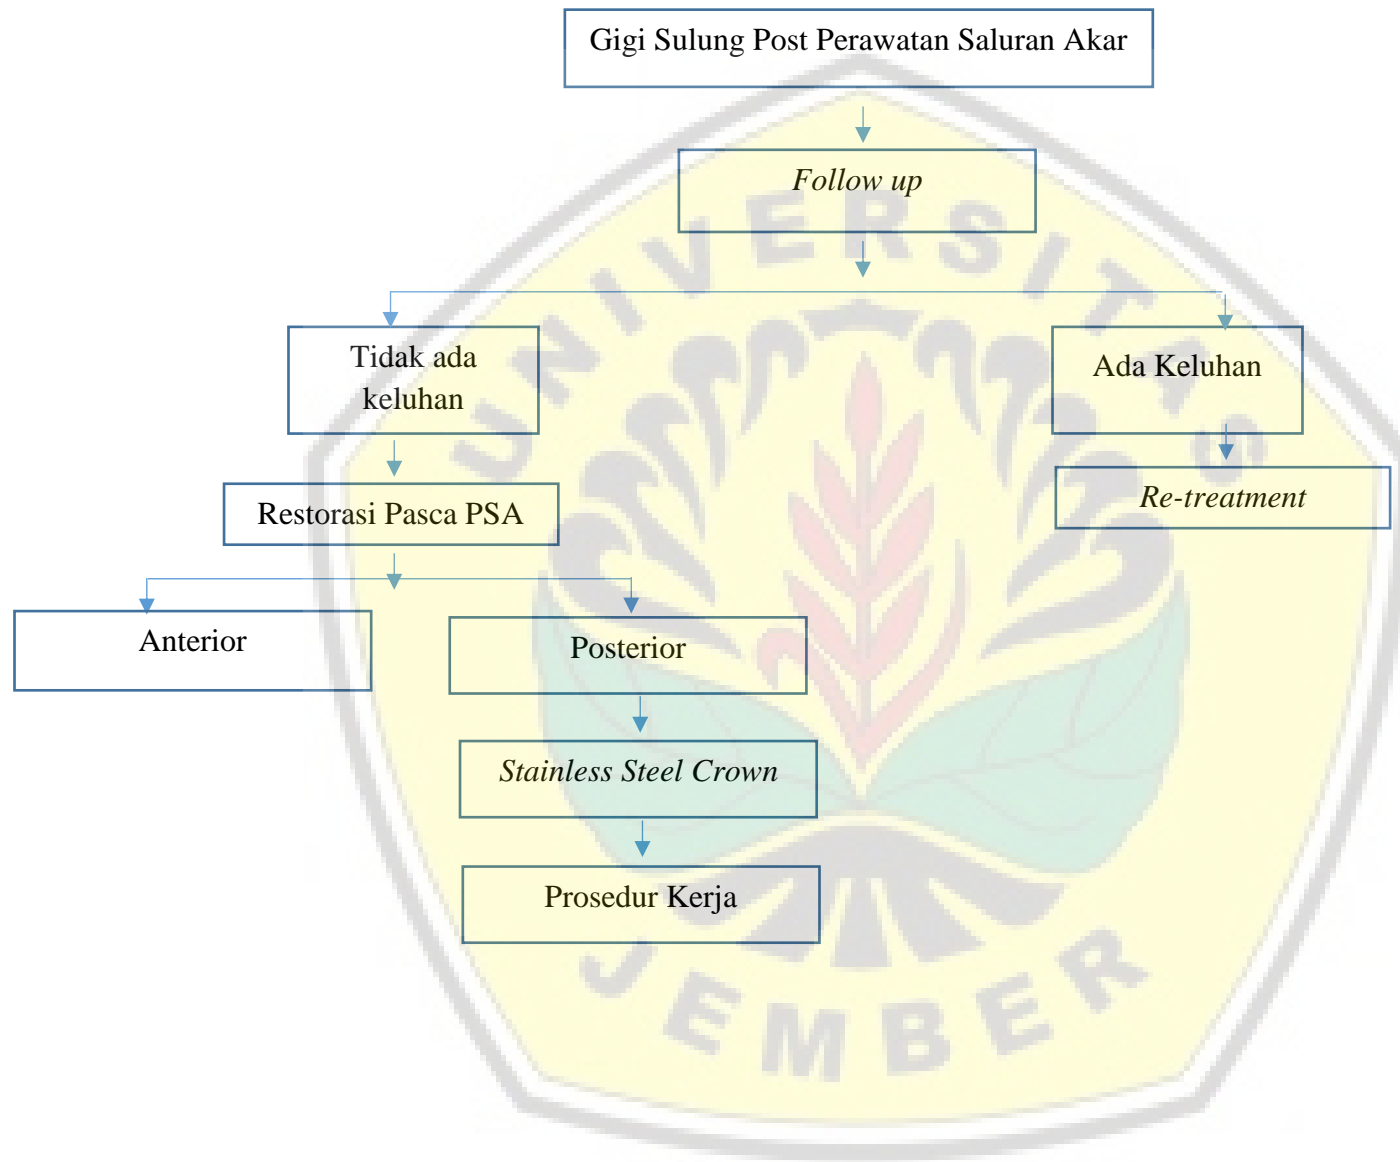 Gigi Sulung Post Perawatan Saluran Akar
Follow up
Tidak ada
keluhan
Ada Keluhan
Restorasi Pasca PSA
Re-treatment
Anterior
Posterior
Stainless Steel Crown
Prosedur Kerja
UNIVERSITAS
JEMBER